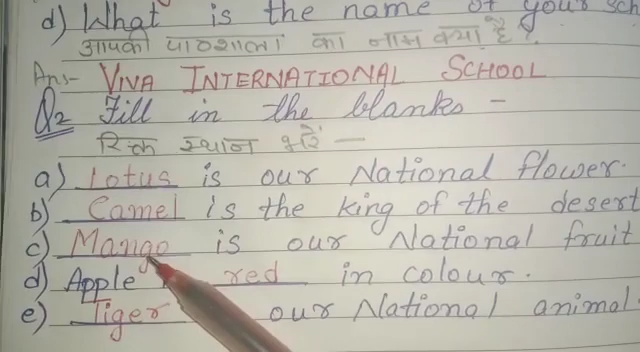 d) What is the name of your sch
आपकी पाठशाला का नाम क्या है?
Ans- VIVA INTERNATIONAL SCHOOL
Q2 Fill in the blanks -
रिक्त स्थान भरें -
a) Lotus is our National flower.
b) Camel is the king of the desert
c) Mango is our National fruit
d) Apple red in colour.
e) Tiger our National animal